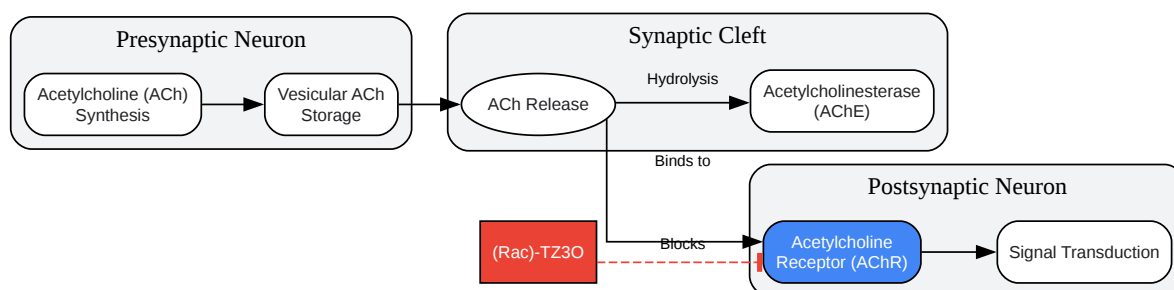 Presynaptic Neuron
Acetylcholine (ACh)
Synthesis
Vesicular ACh
Storage
Synaptic Cleft
ACh Release
Hydrolysis
Acetylcholinesterase
(AChE)
Binds to
Postsynaptic Neuron
(Rac)-TZ3O
Blocks
Acetylcholine
Receptor (AChR)
Signal Transduction